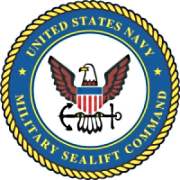 UNITED STATES NAVY
MILITARY SEALIFT COMMAND